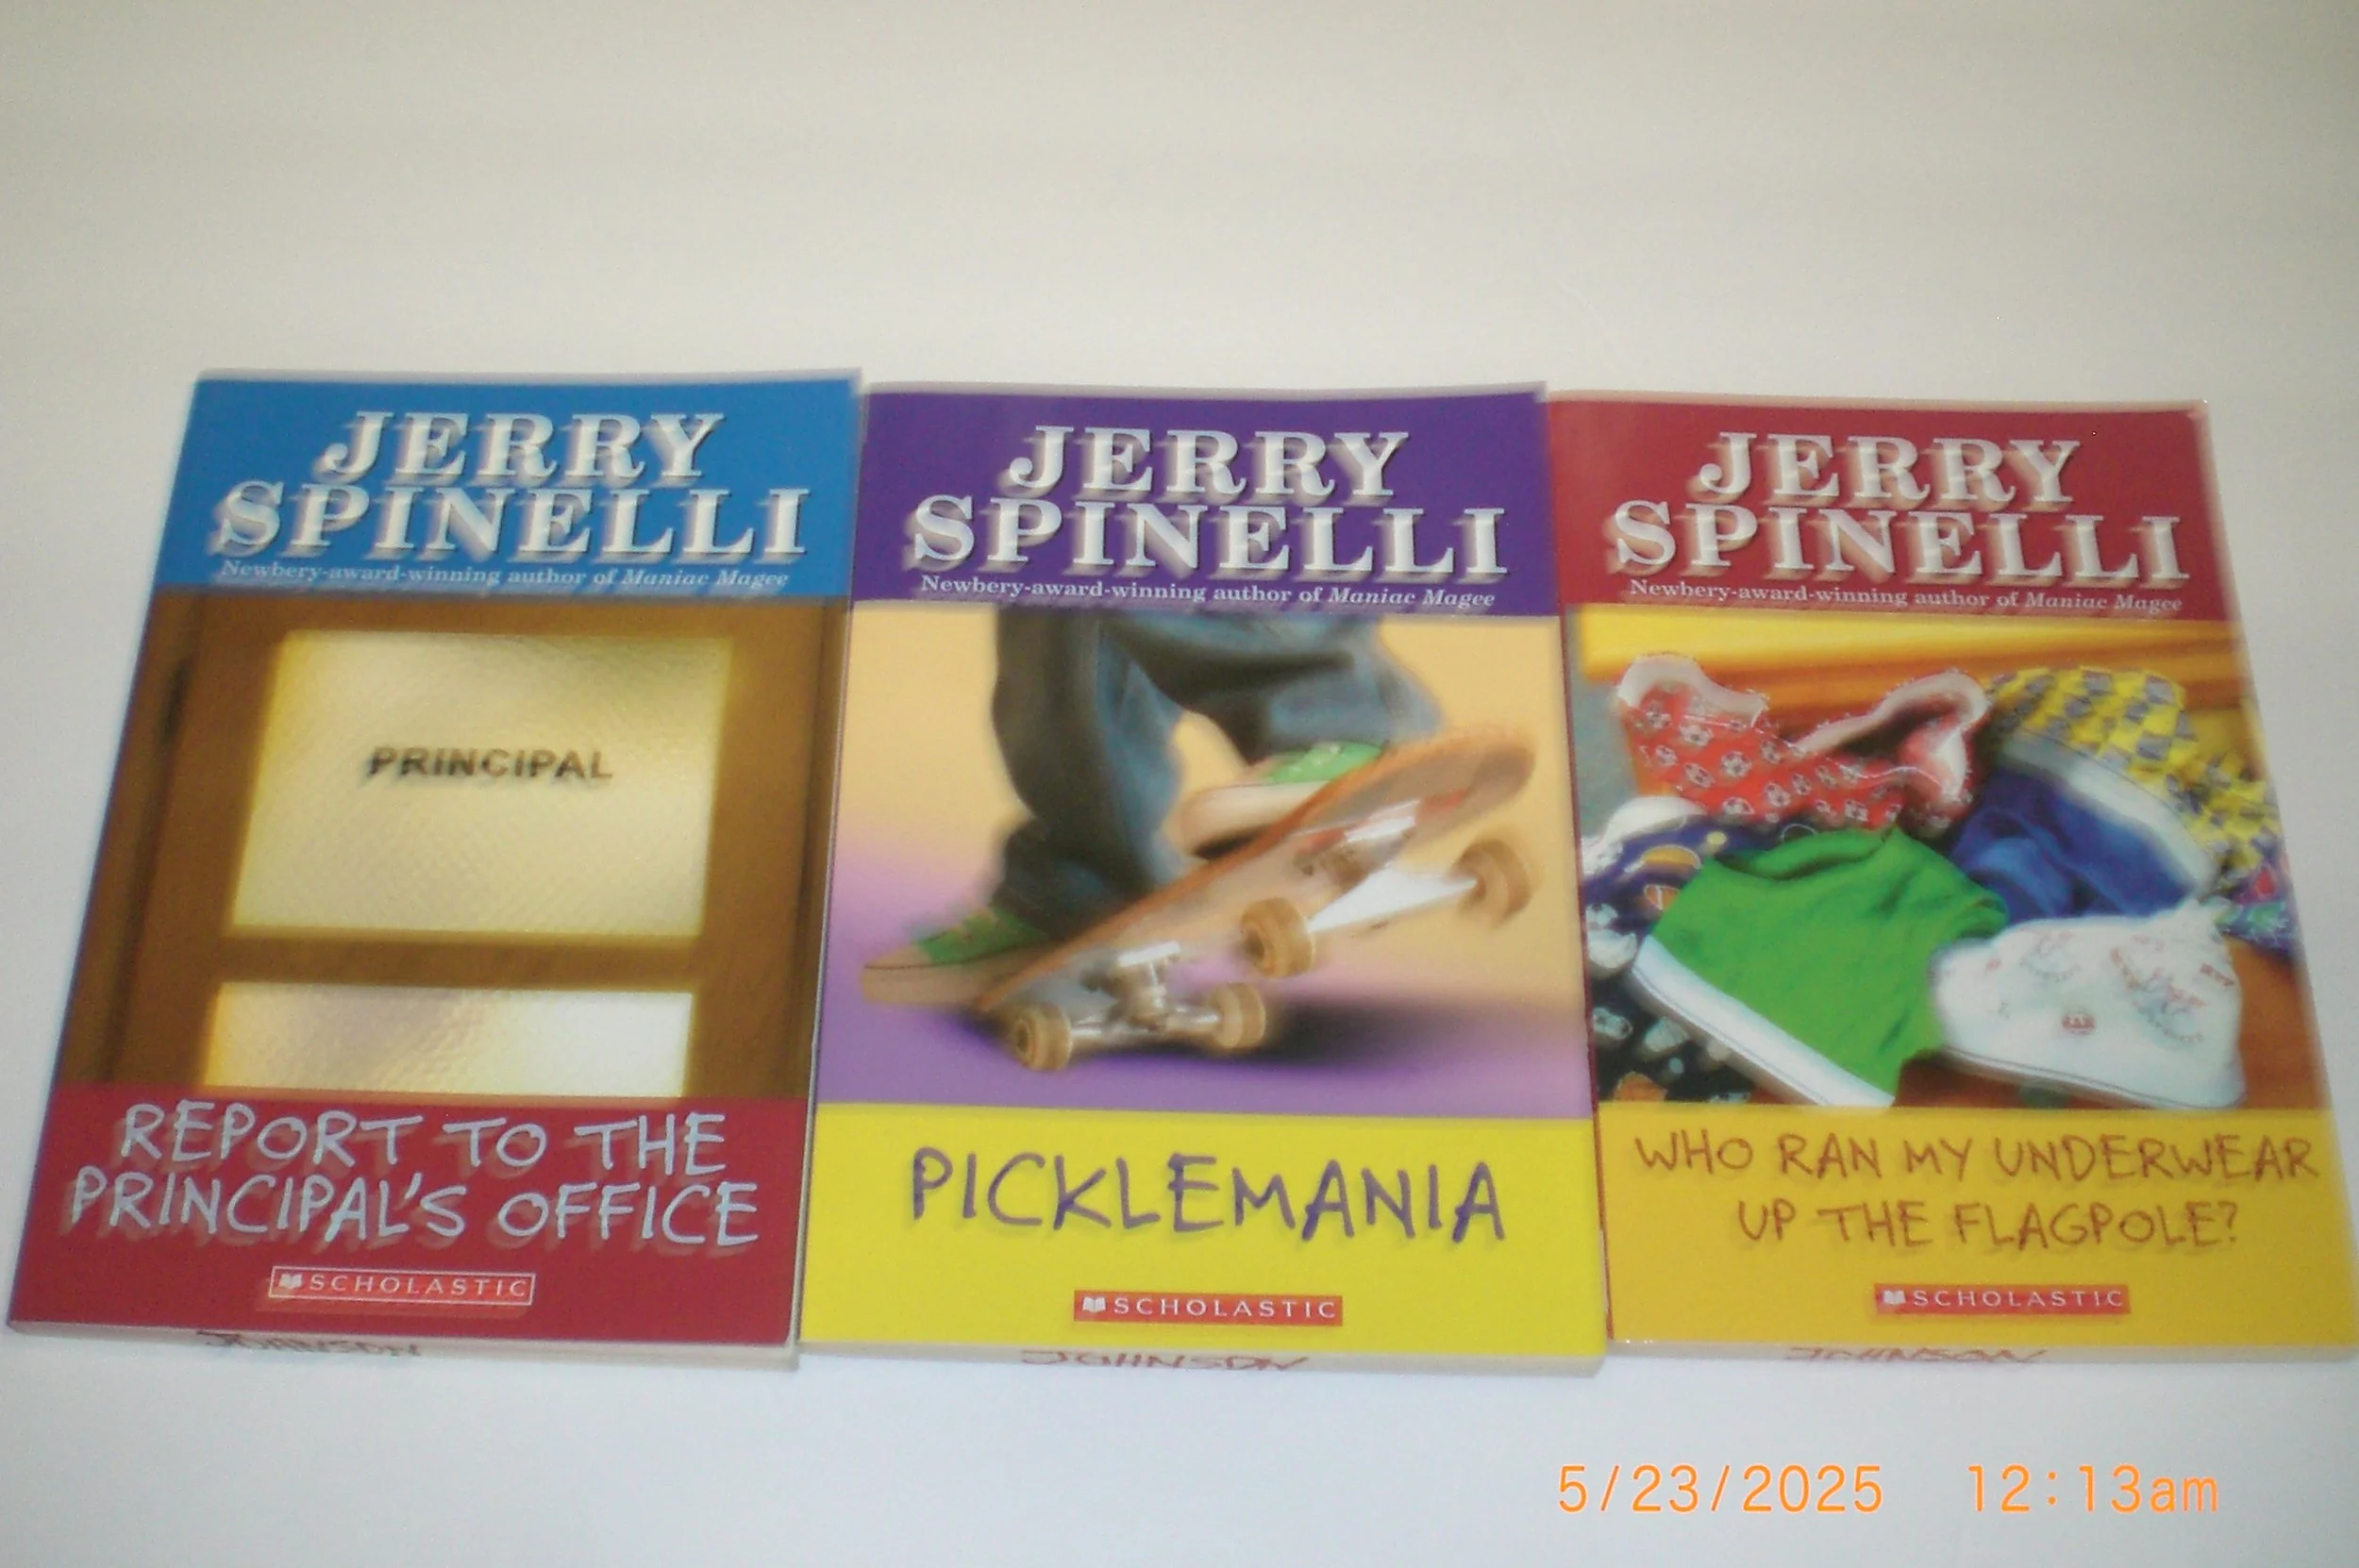 JERRY
SPINELLI
Newbery-award-winning author of Maniac Magee
PRINCIPAL
REPORT TO THE
PRINCIPAL'S OFFICE
SCHOLASTIC
JOHNSON
JERRY
SPINELLI
Newbery-award-winning author of Maniac Magee
PICKLEMANIA
SCHOLASTIC
JOHNSON
JERRY
SPINELLI
Newbery-award-winning author of Maniac Magee
WHO RAN MY UNDERWEAR
UP THE FLAGPOLE?
SCHOLASTIC
JOHNSON
5/23/2025 12:13am